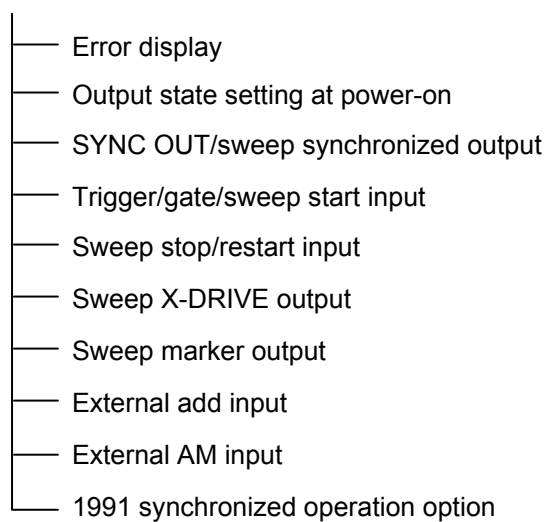 Error display
Output state setting at power-on
SYNC OUT/sweep synchronized output
Trigger/gate/sweep start input
Sweep stop/restart input
Sweep X-DRIVE output
Sweep marker output
External add input
External AM input
1991 synchronized operation option